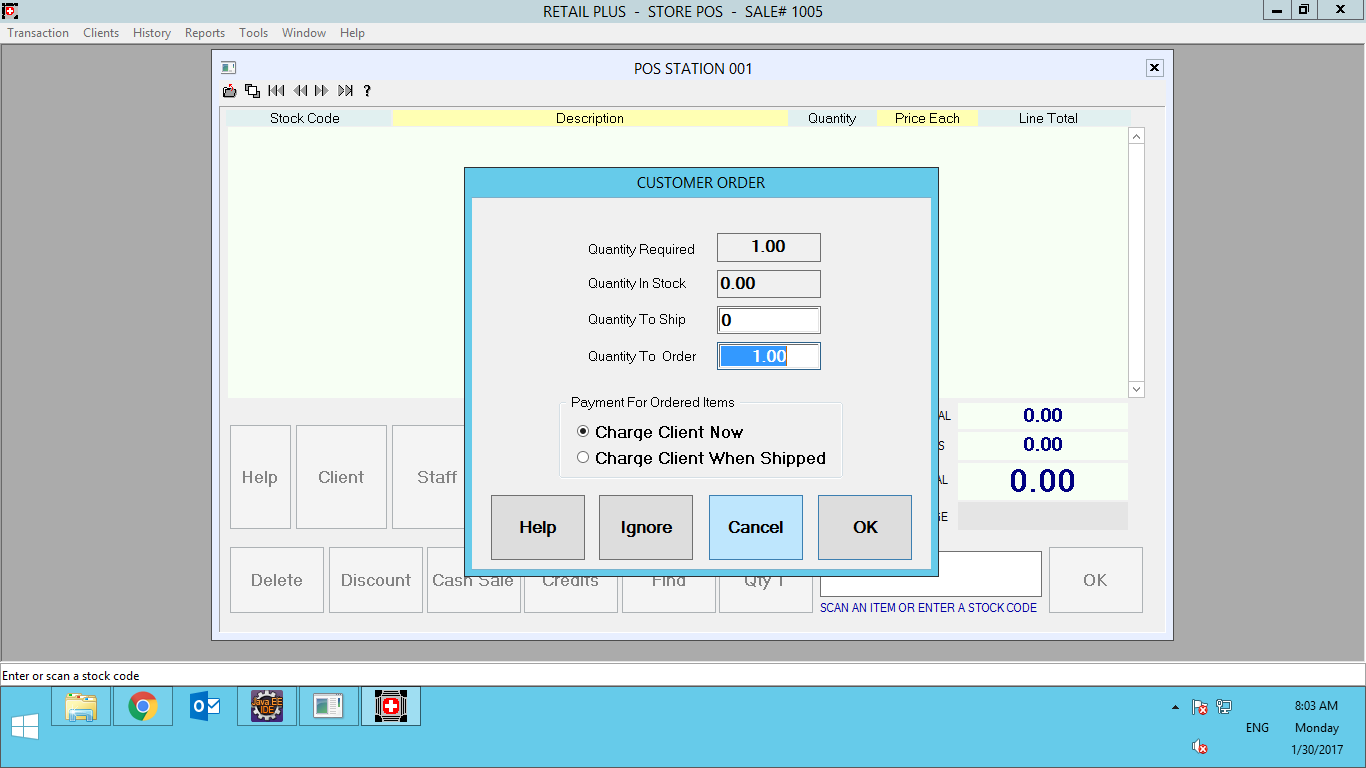 RETAIL PLUS - STORE POS - SALE# 1005
Transaction Clients History Reports Tools Window Help
POS STATION 001
?
Stock Code Description Quantity Price Each Line Total
CUSTOMER ORDER
Quantity Required 1.00
Quantity In Stock 0.00
Quantity To Ship 0
Quantity To Order 1.00
Payment For Ordered Items
Charge Client Now
Charge Client When Shipped
Help Ignore Cancel OK
AL 0.00
S 0.00
AL 0.00
GE
Help Client Staff
Delete Discount Cash Sale Credits Find Qty 1 OK
SCAN AN ITEM OR ENTER A STOCK CODE
Enter or scan a stock code
Java EE
IDE
ENG
8:03 AM
Monday
1/30/2017